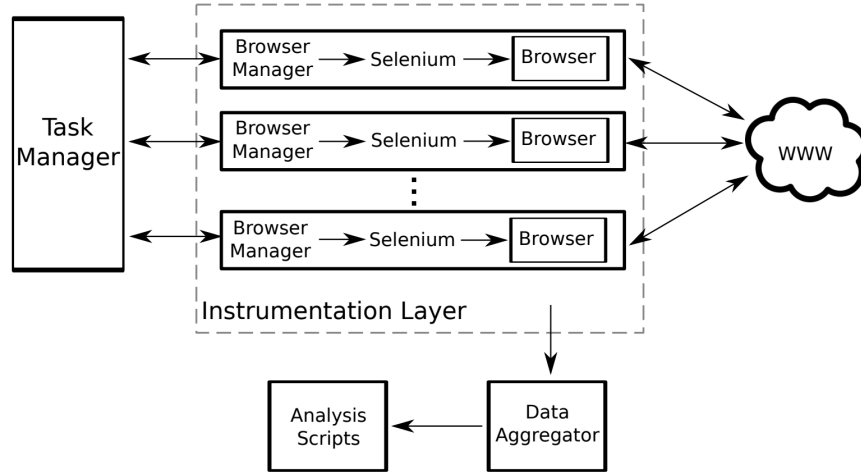 Task
Manager
Browser
Manager
Selenium
Browser
Browser
Manager
Selenium
Browser
Browser
Manager
Selenium
Browser
Instrumentation Layer
www
Analysis
Scripts
Data
Aggregator